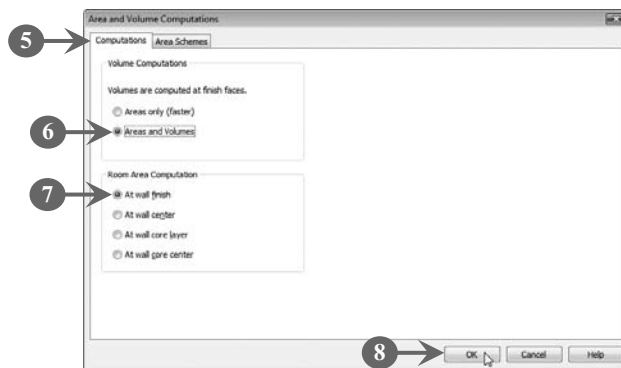 Area and Volume Computations
5
Computations Area Schemes
Volume Computations
Volumes are computed at finish faces.
Areas only (faster)
6
Areas and Volumes
Room Area Computation
7
At wall finish
At wall center
At wall core layer
At wall core center
8
OK Cancel Help